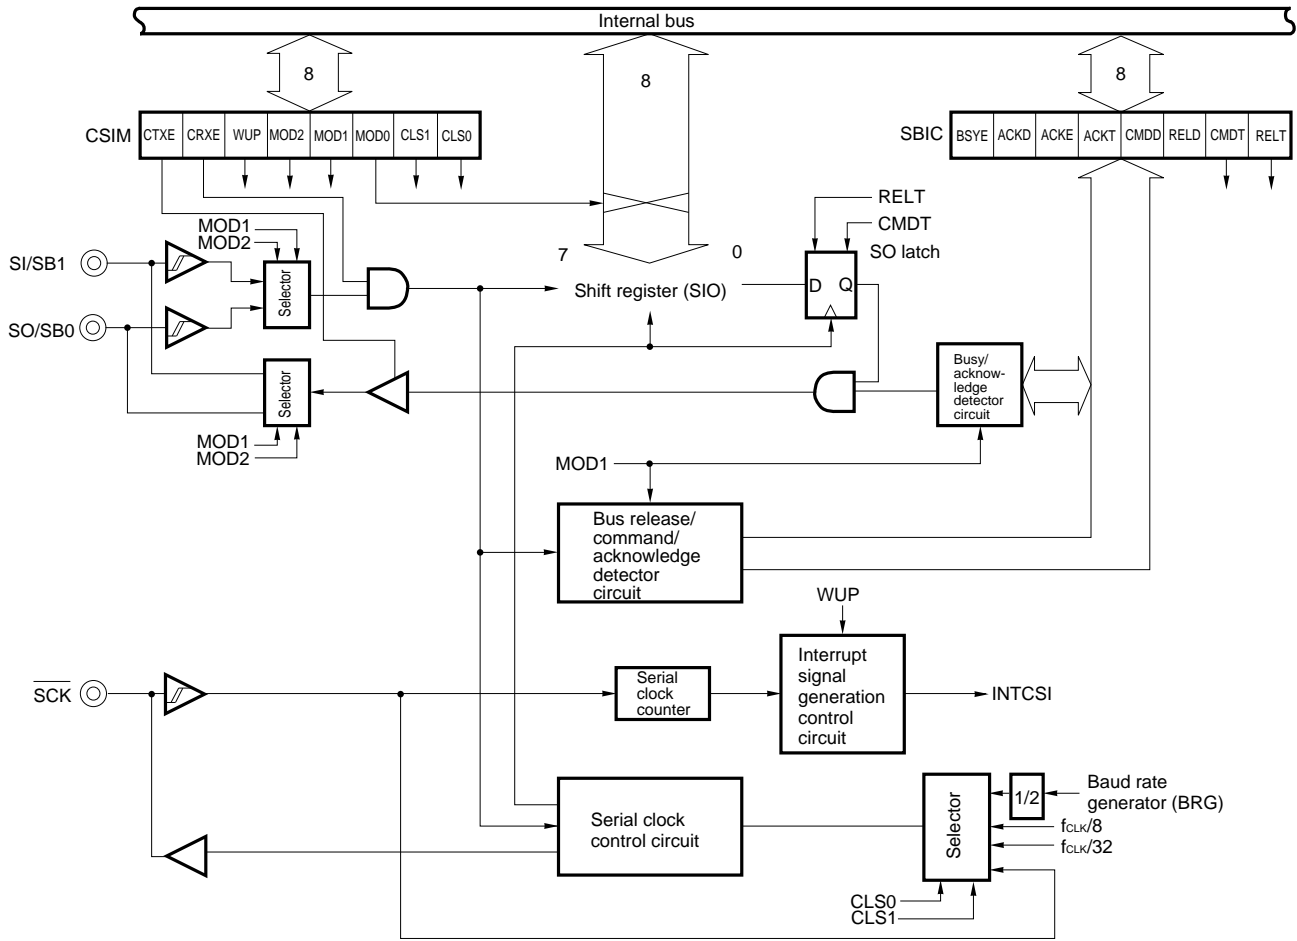 Internal bus
8
8
8
CSIM
CTXE
CRXE
WUP
MOD2
MOD1
MOD0
CLS1
CLS0
SBIC
BSYE
ACKD
ACKE
ACKT
CMDD
RELD
CMDT
RELT
RELT
CMDT
SO latch
MOD1
MOD2
7
0
SI/SB1
Selector
Shift register (SIO)
D
Q
SO/SB0
Selector
Busy/
acknow-
ledge
detector
circuit
MOD1
MOD2
MOD1
Bus release/
command/
acknowledge
detector
circuit
WUP
SCK
Serial
clock
counter
Interrupt
signal
generation
control
circuit
INTCSI
Serial clock
control circuit
Selector
1/2
Baud rate
generator (BRG)
fCLK/8
fCLK/32
CLS0
CLS1